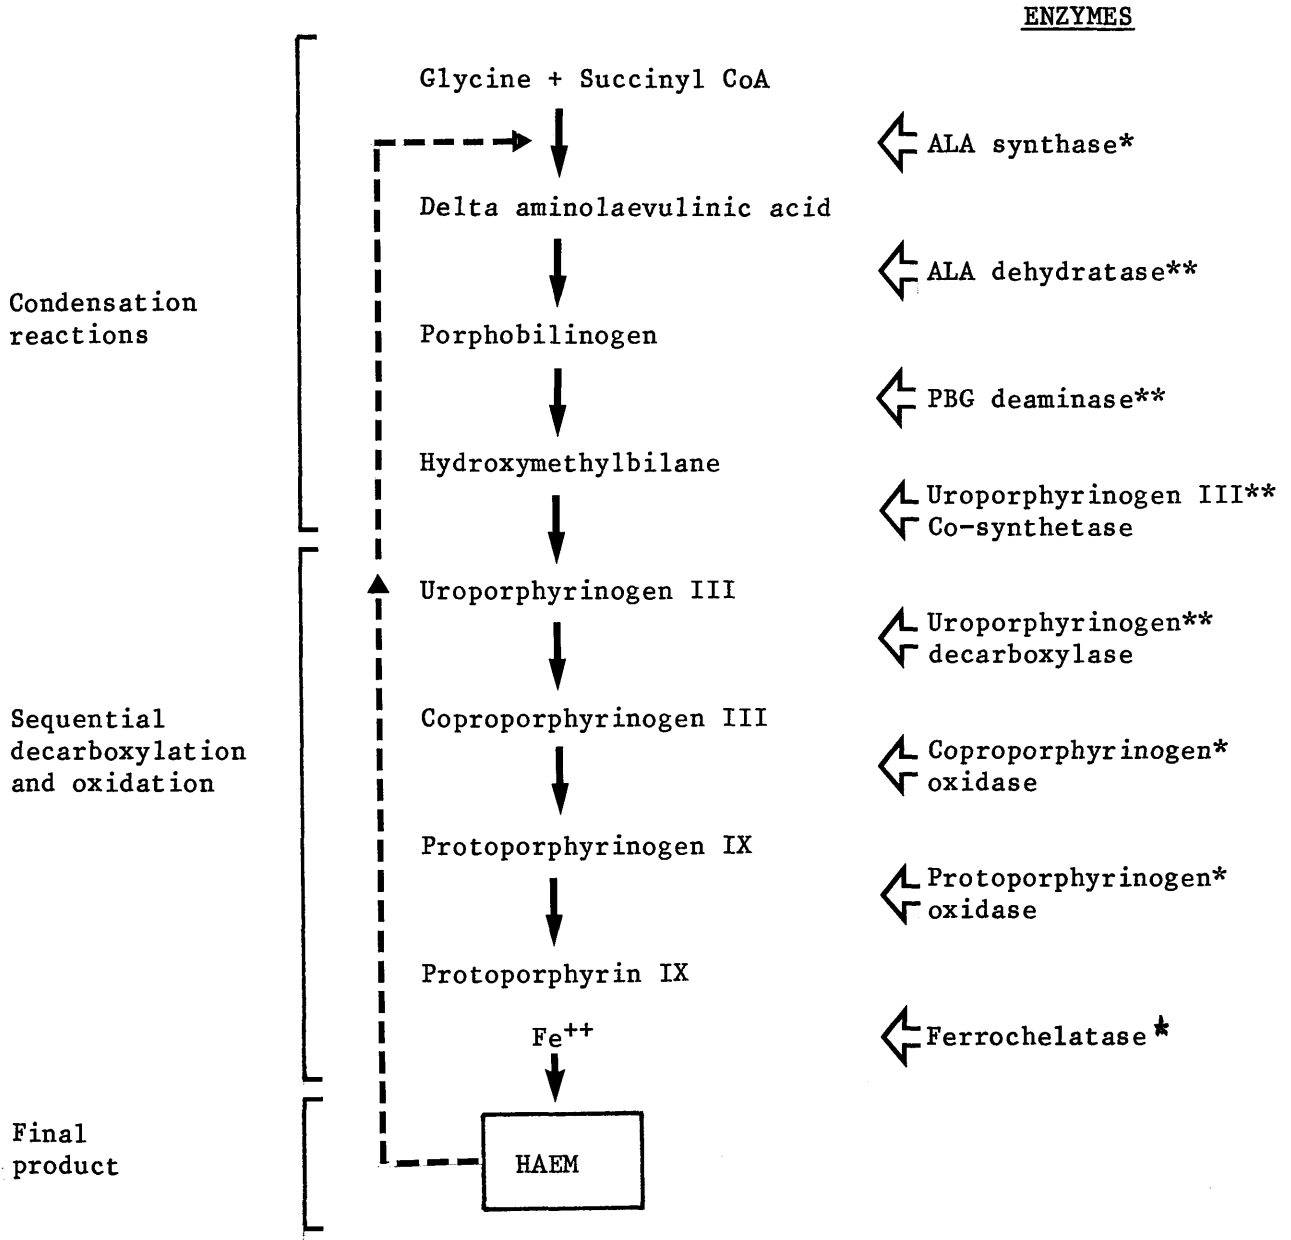 ENZYMES
Glycine + Succinyl CoA
ALA synthase*
Delta aminolaevulinic acid
ALA dehydratase**
Condensation
reactions
Porphobilinogen
PBG deaminase**
Hydroxymethylbilane
Uroporphyrinogen III**
Co-synthetase
Uroporphyrinogen III
Uroporphyrinogen**
decarboxylase
Sequential
decarboxylation
and oxidation
Coproporphyrinogen III
Coproporphyrinogen*
oxidase
Protoporphyrinogen IX
Protoporphyrinogen*
oxidase
Protoporphyrin IX
Fe++
Ferrochelatase*
Final
product
HAEM